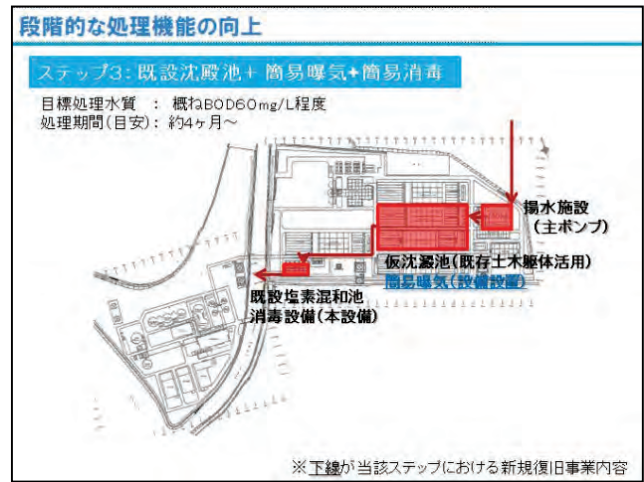 段階的な処理機能の向上
ステップ3: 既設沈殿池+ 簡易曝気+簡易消毒
目標処理水質 : 概ねBOD60mg/L程度
処理期間(目安): 約4ヶ月~
揚水施設
(主ポンプ)
仮沈澱池(既存土木躯体活用)
簡易曝気(設備設置)
既設塩素混和池
消毒設備(本設備)
※下線が当該ステップにおける新規復旧事業内容